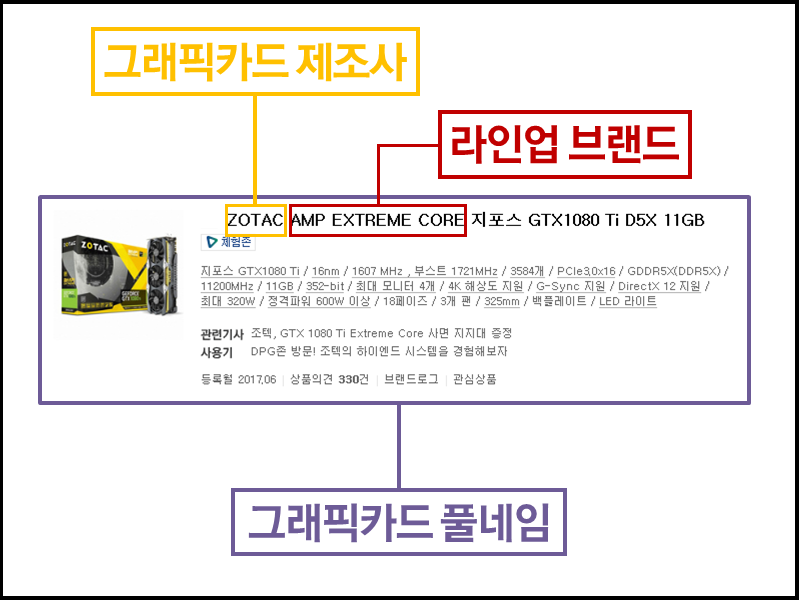 그래픽카드 제조사
라인업 브랜드
ZOTAC AMP EXTREME CORE 지포스 GTX1080 Ti D5X 11GB
체험존
ZOTAC
지포스 GTX1080 Ti / 16nm / 1607 MHz , 부스트 1721MHz / 3584개 / PCIe3,0x16 / GDDR5X(DDR5X) /
11200MHz / 11GB / 352-bit / 최대 모니터 4개 / 4K 해상도 지원 / G-Sync 지원 / DirectX 12 지원 /
최대 320W / 정격파워 600W 이상 / 18페이즈 / 3개 팬 / 325mm / 백플레이트 / LED 라이트
관련기사 조텍, GTX 1080 Ti Extreme Core 사면 지지대 증정
사용기 DPG존 방문! 조텍의 하이엔드 시스템을 경험해보자
등록월 2017,06 | 상품의견 330건 | 브랜드로그 | 관심상품
그래픽카드 풀네임